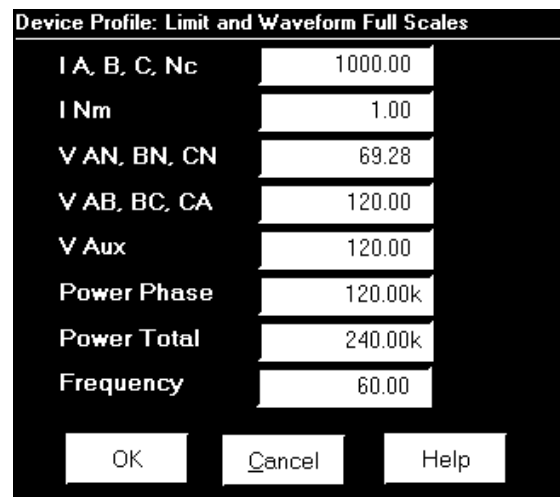 Device Profile: Limit and Waveform Full Scales
I A, B, C, Nc 1000.00
I Nm 1.00
V AN, BN, CN 69.28
V AB, BC, CA 120.00
V Aux 120.00
Power Phase 120.00k
Power Total 240.00k
Frequency 60.00
OK Cancel Help